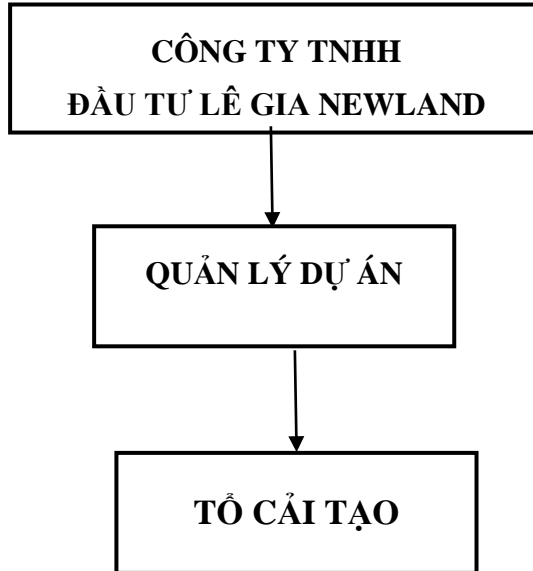 CÔNG TY TNHH
ĐẦU TƯ LÊ GIA NEWLAND
QUẢN LÝ DỰ ÁN
TỔ CẢI TẠO